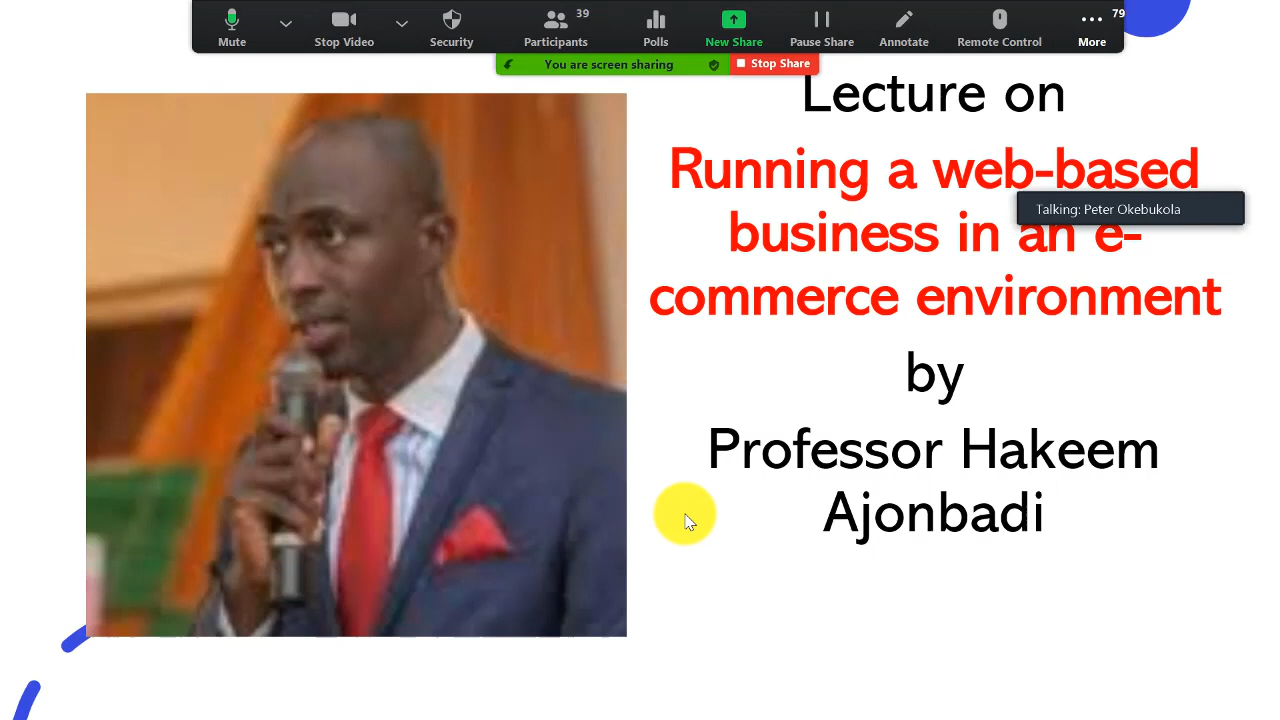 39
79
Mute
Stop Video
Security
Participants
Polls
New Share
Pause Share
Annotate
Remote Control
More
You are screen sharing
Stop Share
Lecture on
Running a web-based
Talking: Peter Okebukola
business in an e-
commerce environment
by
Professor Hakeem
Ajonbadi